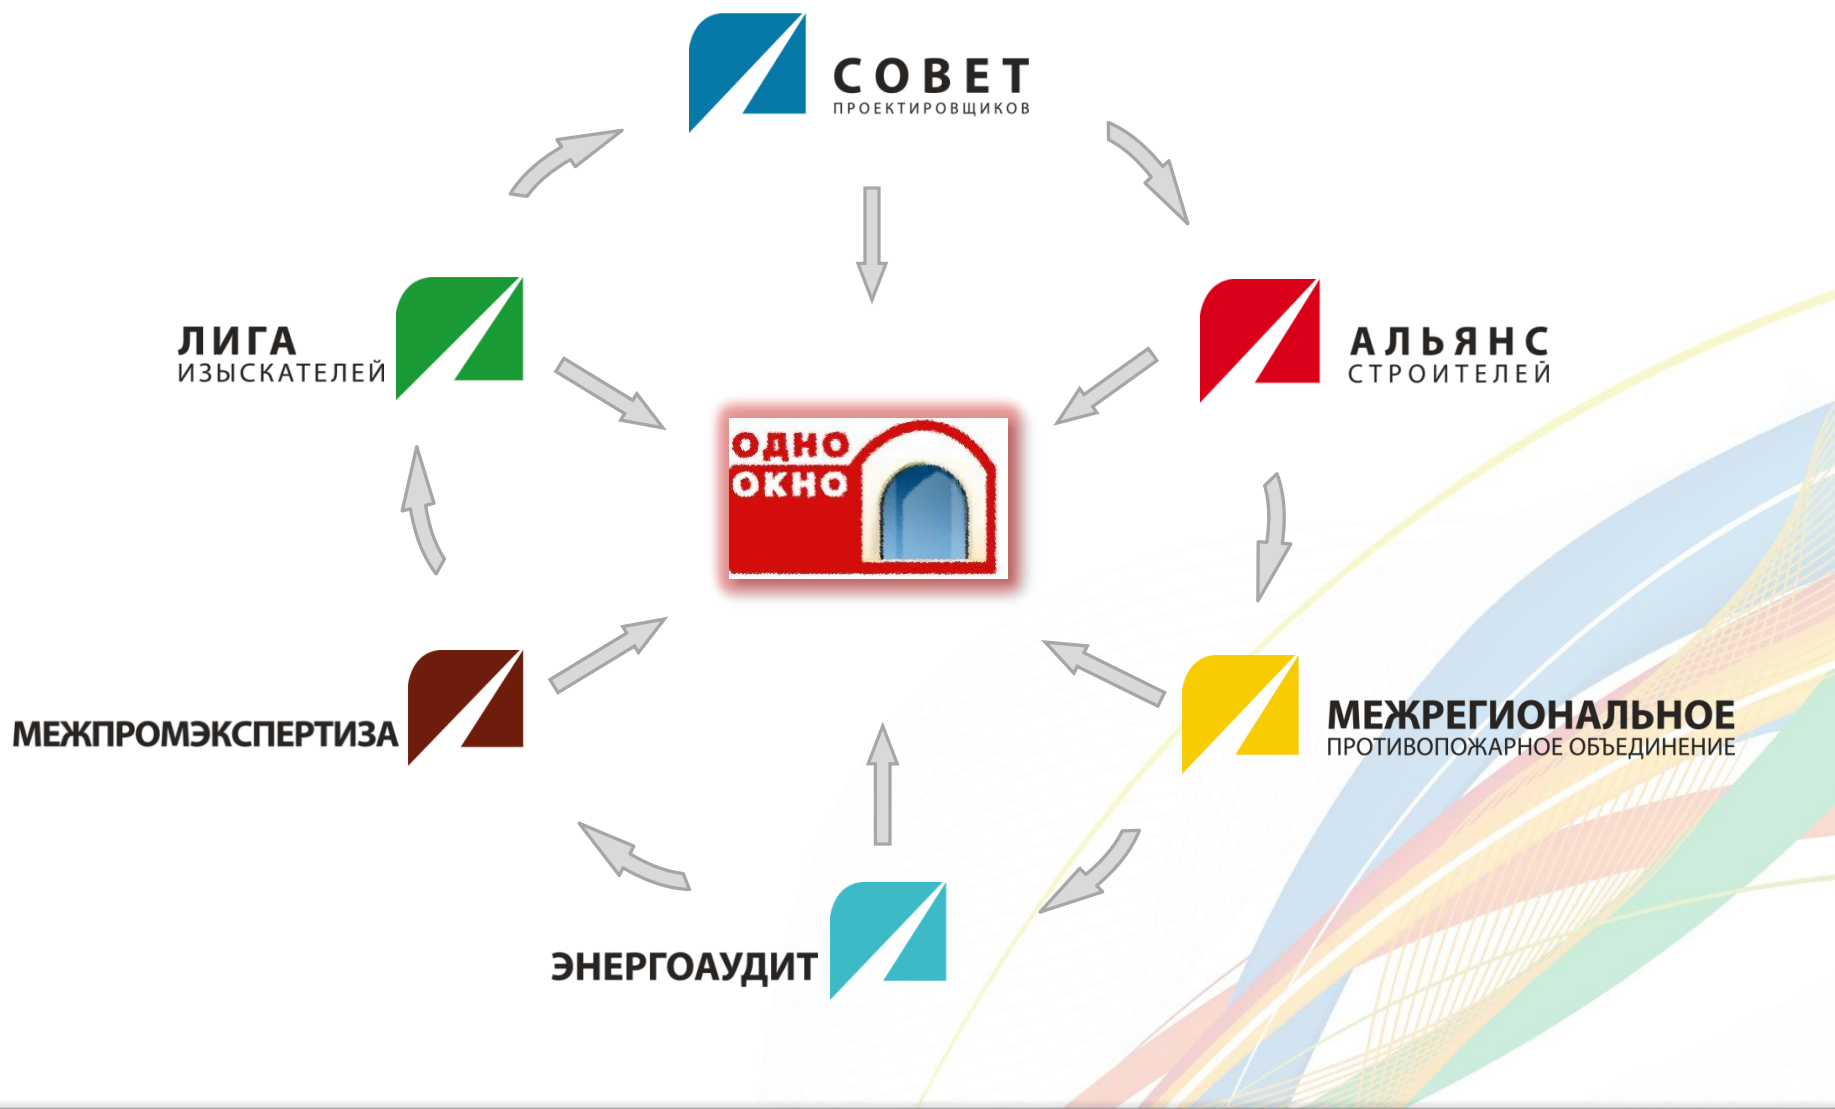 СОВЕТ
ПРОЕКТИРОВЩИКОВ
ЛИГА
ИЗЫСКАТЕЛЕЙ
АЛЬЯНС
СТРОИТЕЛЕЙ
ОДНО
ОКНО
МЕЖПРОМЭКСПЕРТИЗА
МЕЖРЕГИОНАЛЬНОЕ
ПРОТИВОПОЖАРНОЕ ОБЪЕДИНЕНИЕ
ЭНЕРГОАУДИТ